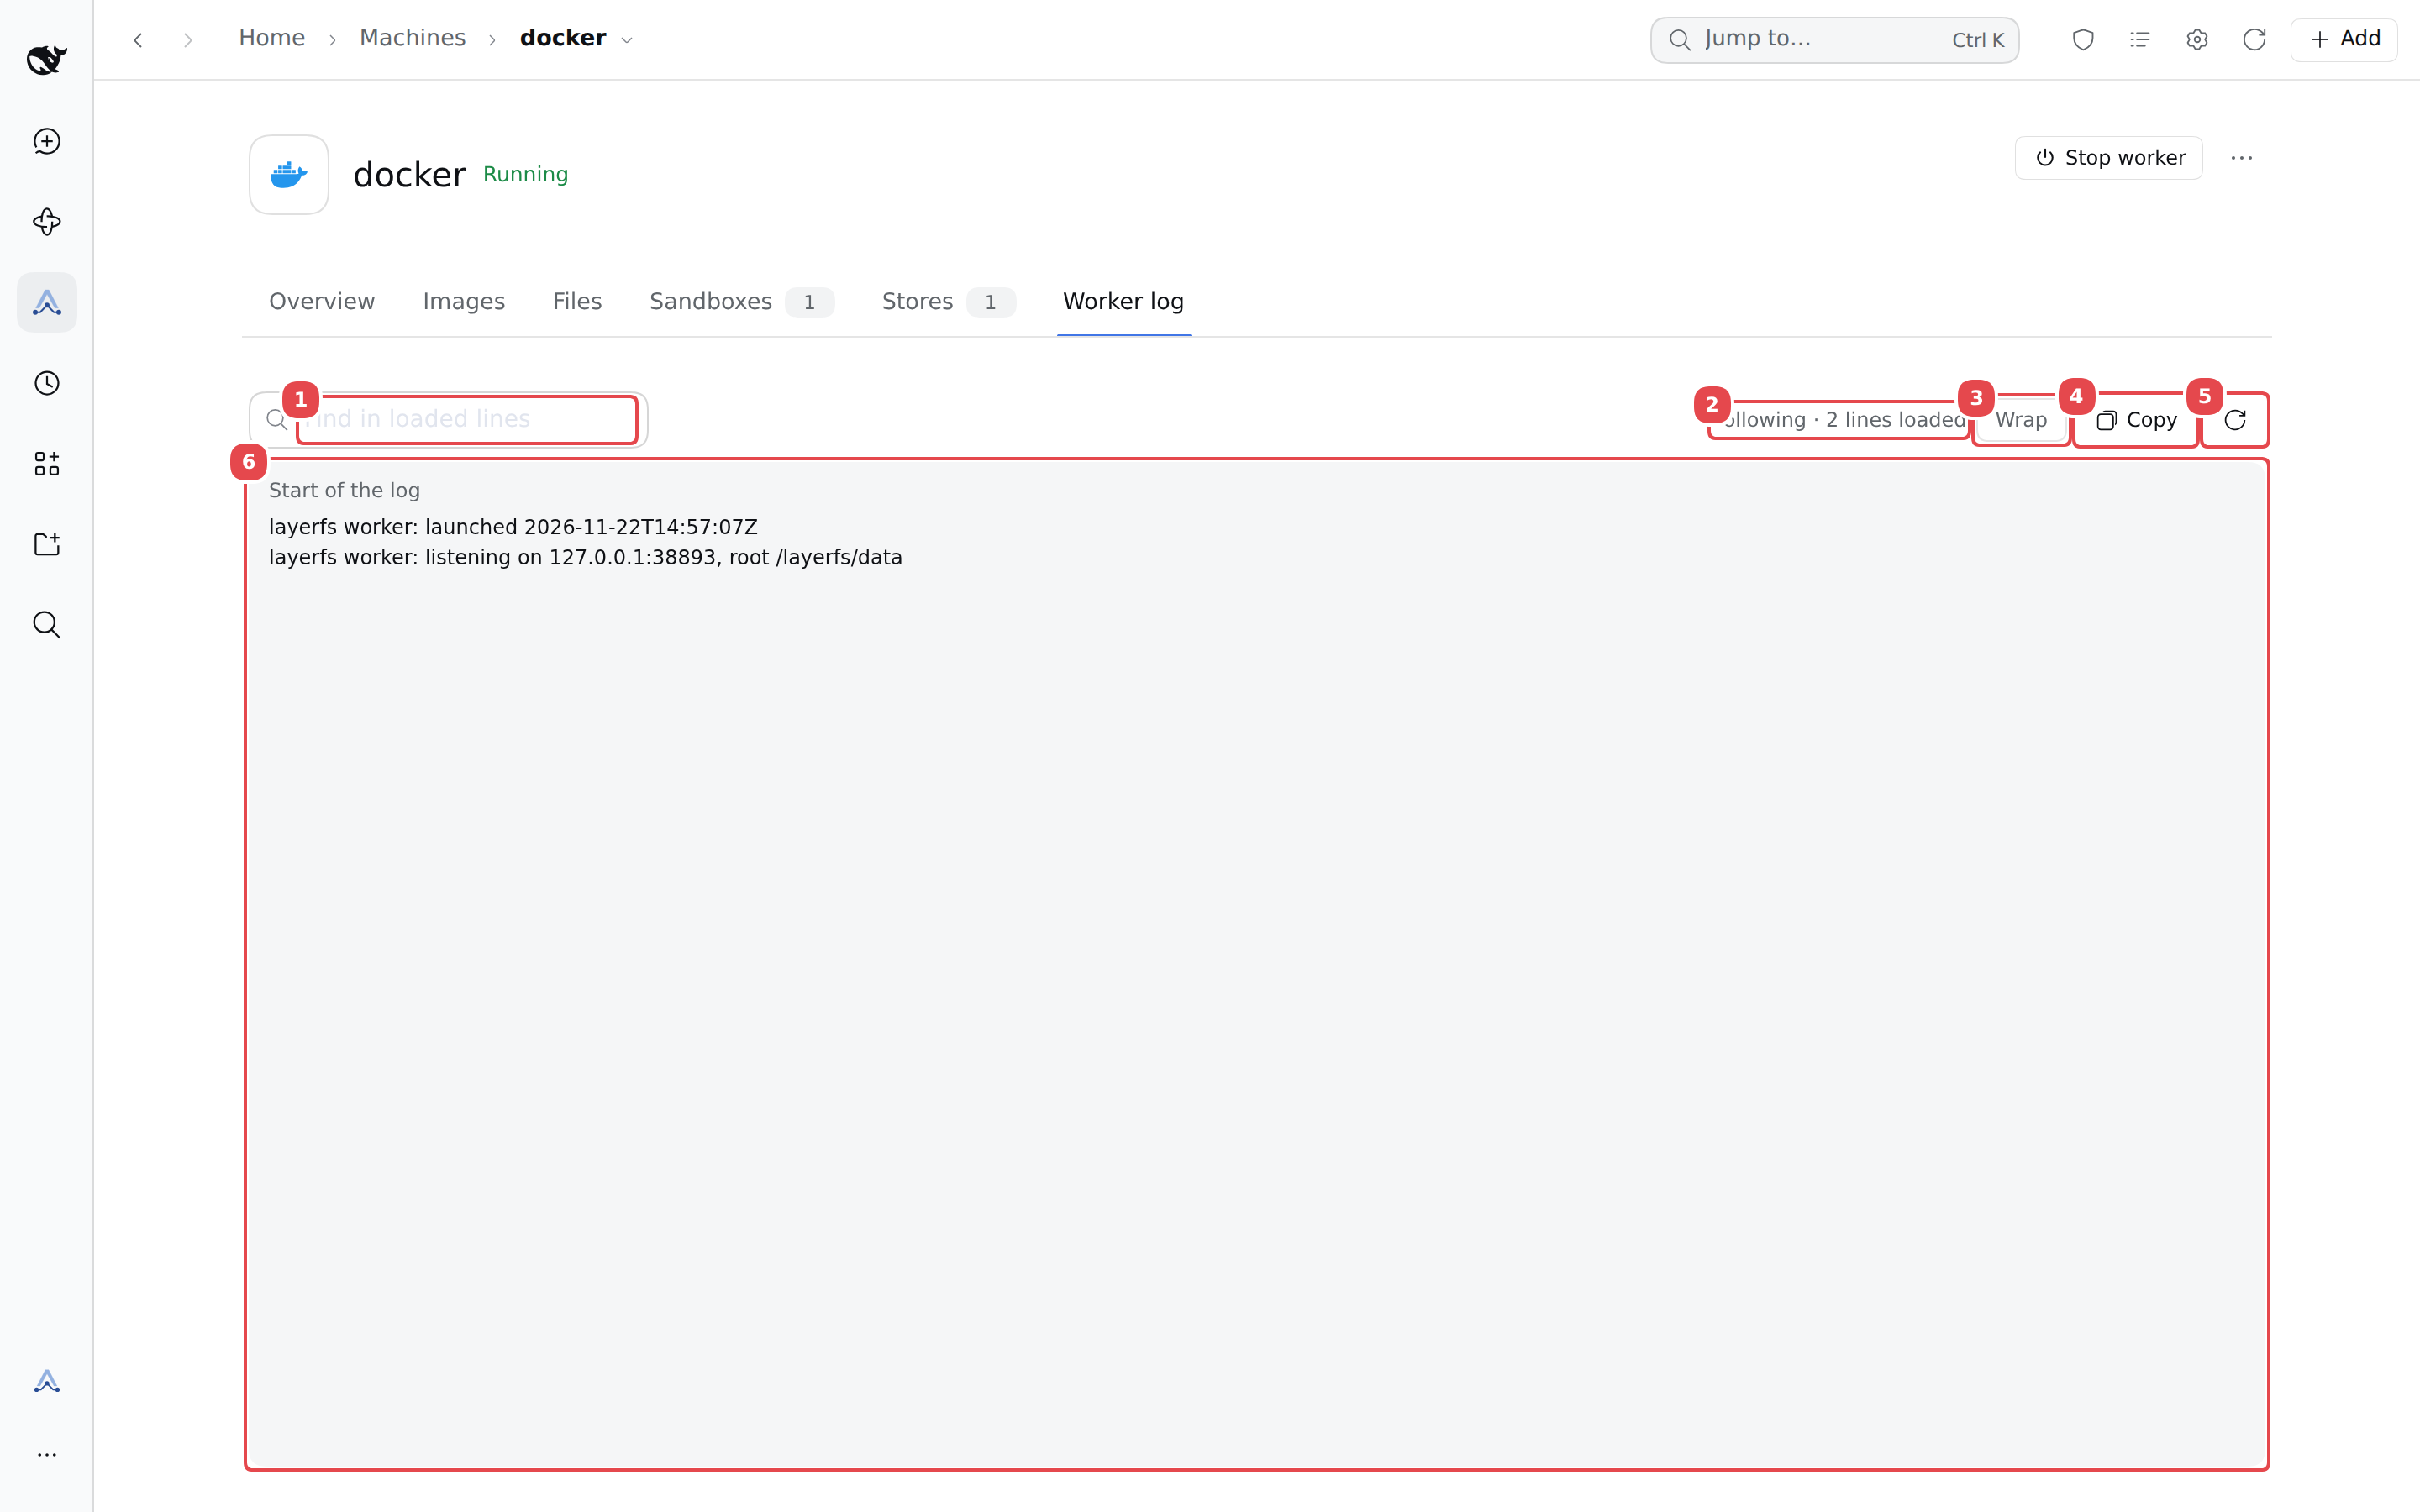 Home Machines docker
Jump to... Ctrl K
Add
docker Running
Stop worker
Overview Images Files Sandboxes 1 Stores 1 Worker log
1 2 3 4 5
lines loaded · 2 lines loaded Wrap Copy
6
Start of the log
layerfs worker: launched 2026-11-22T14:57:07Z
layerfs worker: listening on 127.0.0.1:38893, root /layerfs/data